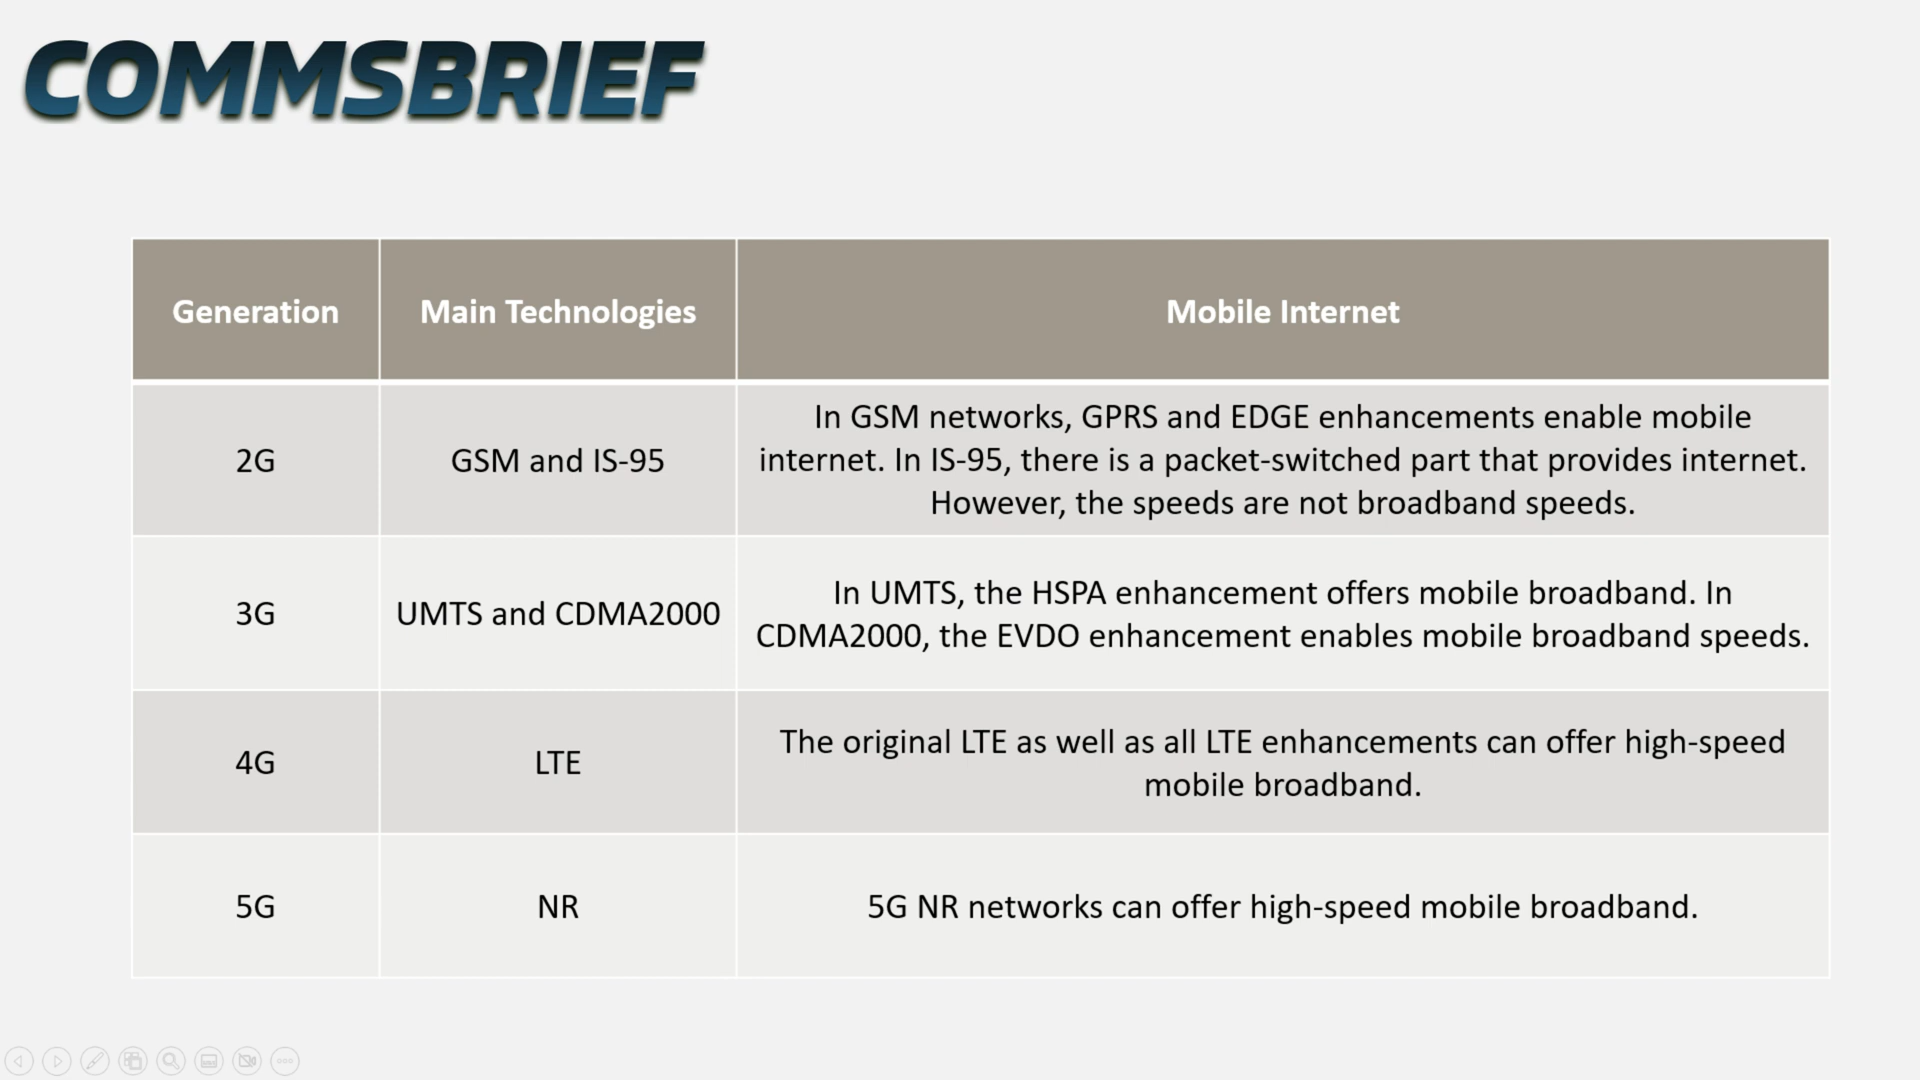 COMMSBRIEF
Generation
Main Technologies
Mobile Internet
2G
GSM and IS-95
In GSM networks, GPRS and EDGE enhancements enable mobile
internet. In IS-95, there is a packet-switched part that provides internet.
However, the speeds are not broadband speeds.
3G
UMTS and CDMA2000
In UMTS, the HSPA enhancement offers mobile broadband. In
CDMA2000, the EVDO enhancement enables mobile broadband speeds.
4G
LTE
The original LTE as well as all LTE enhancements can offer high-speed
mobile broadband.
5G
NR
5G NR networks can offer high-speed mobile broadband.